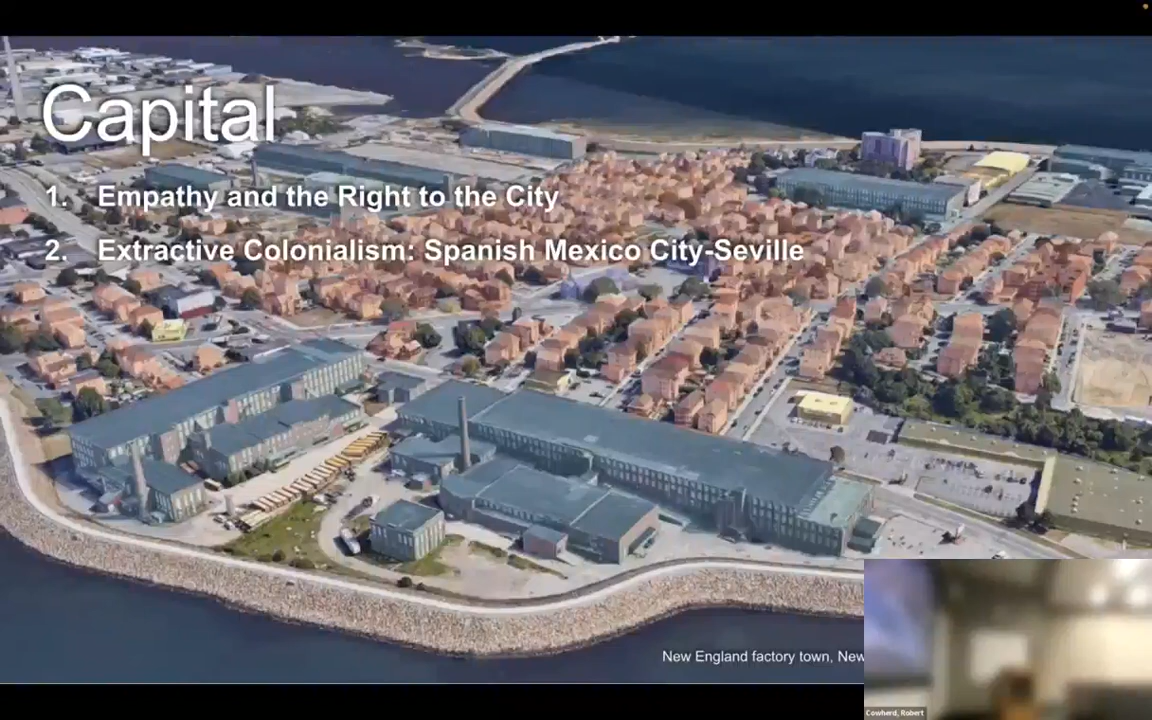 Capital
1. Empathy and the Right to the City
2. Extractive Colonialism: Spanish Mexico City-Seville
New England factory town, New
Cowherd, Robert